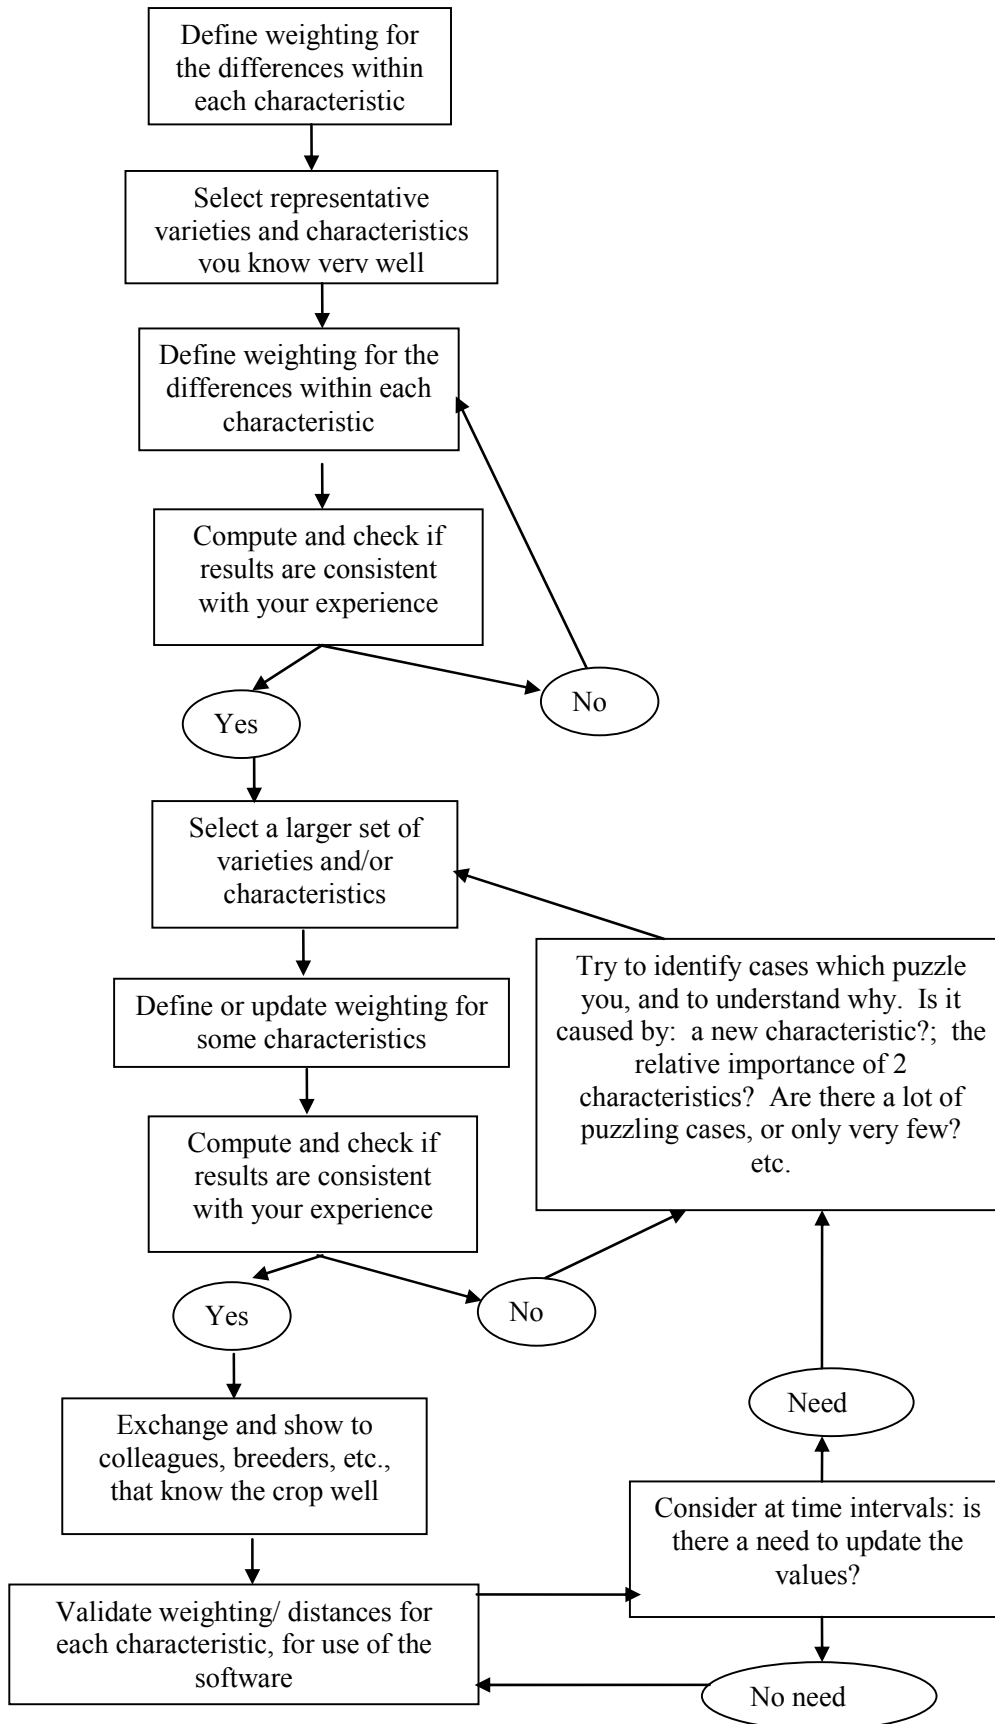 Define weighting for
the differences within
each characteristic
Select representative
varieties and characteristics
you know very well
Define weighting for the
differences within each
characteristic
Compute and check if
results are consistent
with your experience
No
Yes
Select a larger set of
varieties and/or
characteristics
Try to identify cases which puzzle
you, and to understand why. Is it
caused by: a new characteristic?; the
relative importance of 2
characteristics? Are there a lot of
puzzling cases, or only very few?
etc.
Define or update weighting for
some characteristics
Compute and check if
results are consistent
with your experience
Yes
No
Need
Exchange and show to
colleagues, breeders, etc.,
that know the crop well
Consider at time intervals: is
there a need to update the
values?
Validate weighting/ distances for
each characteristic, for use of the
software
No need